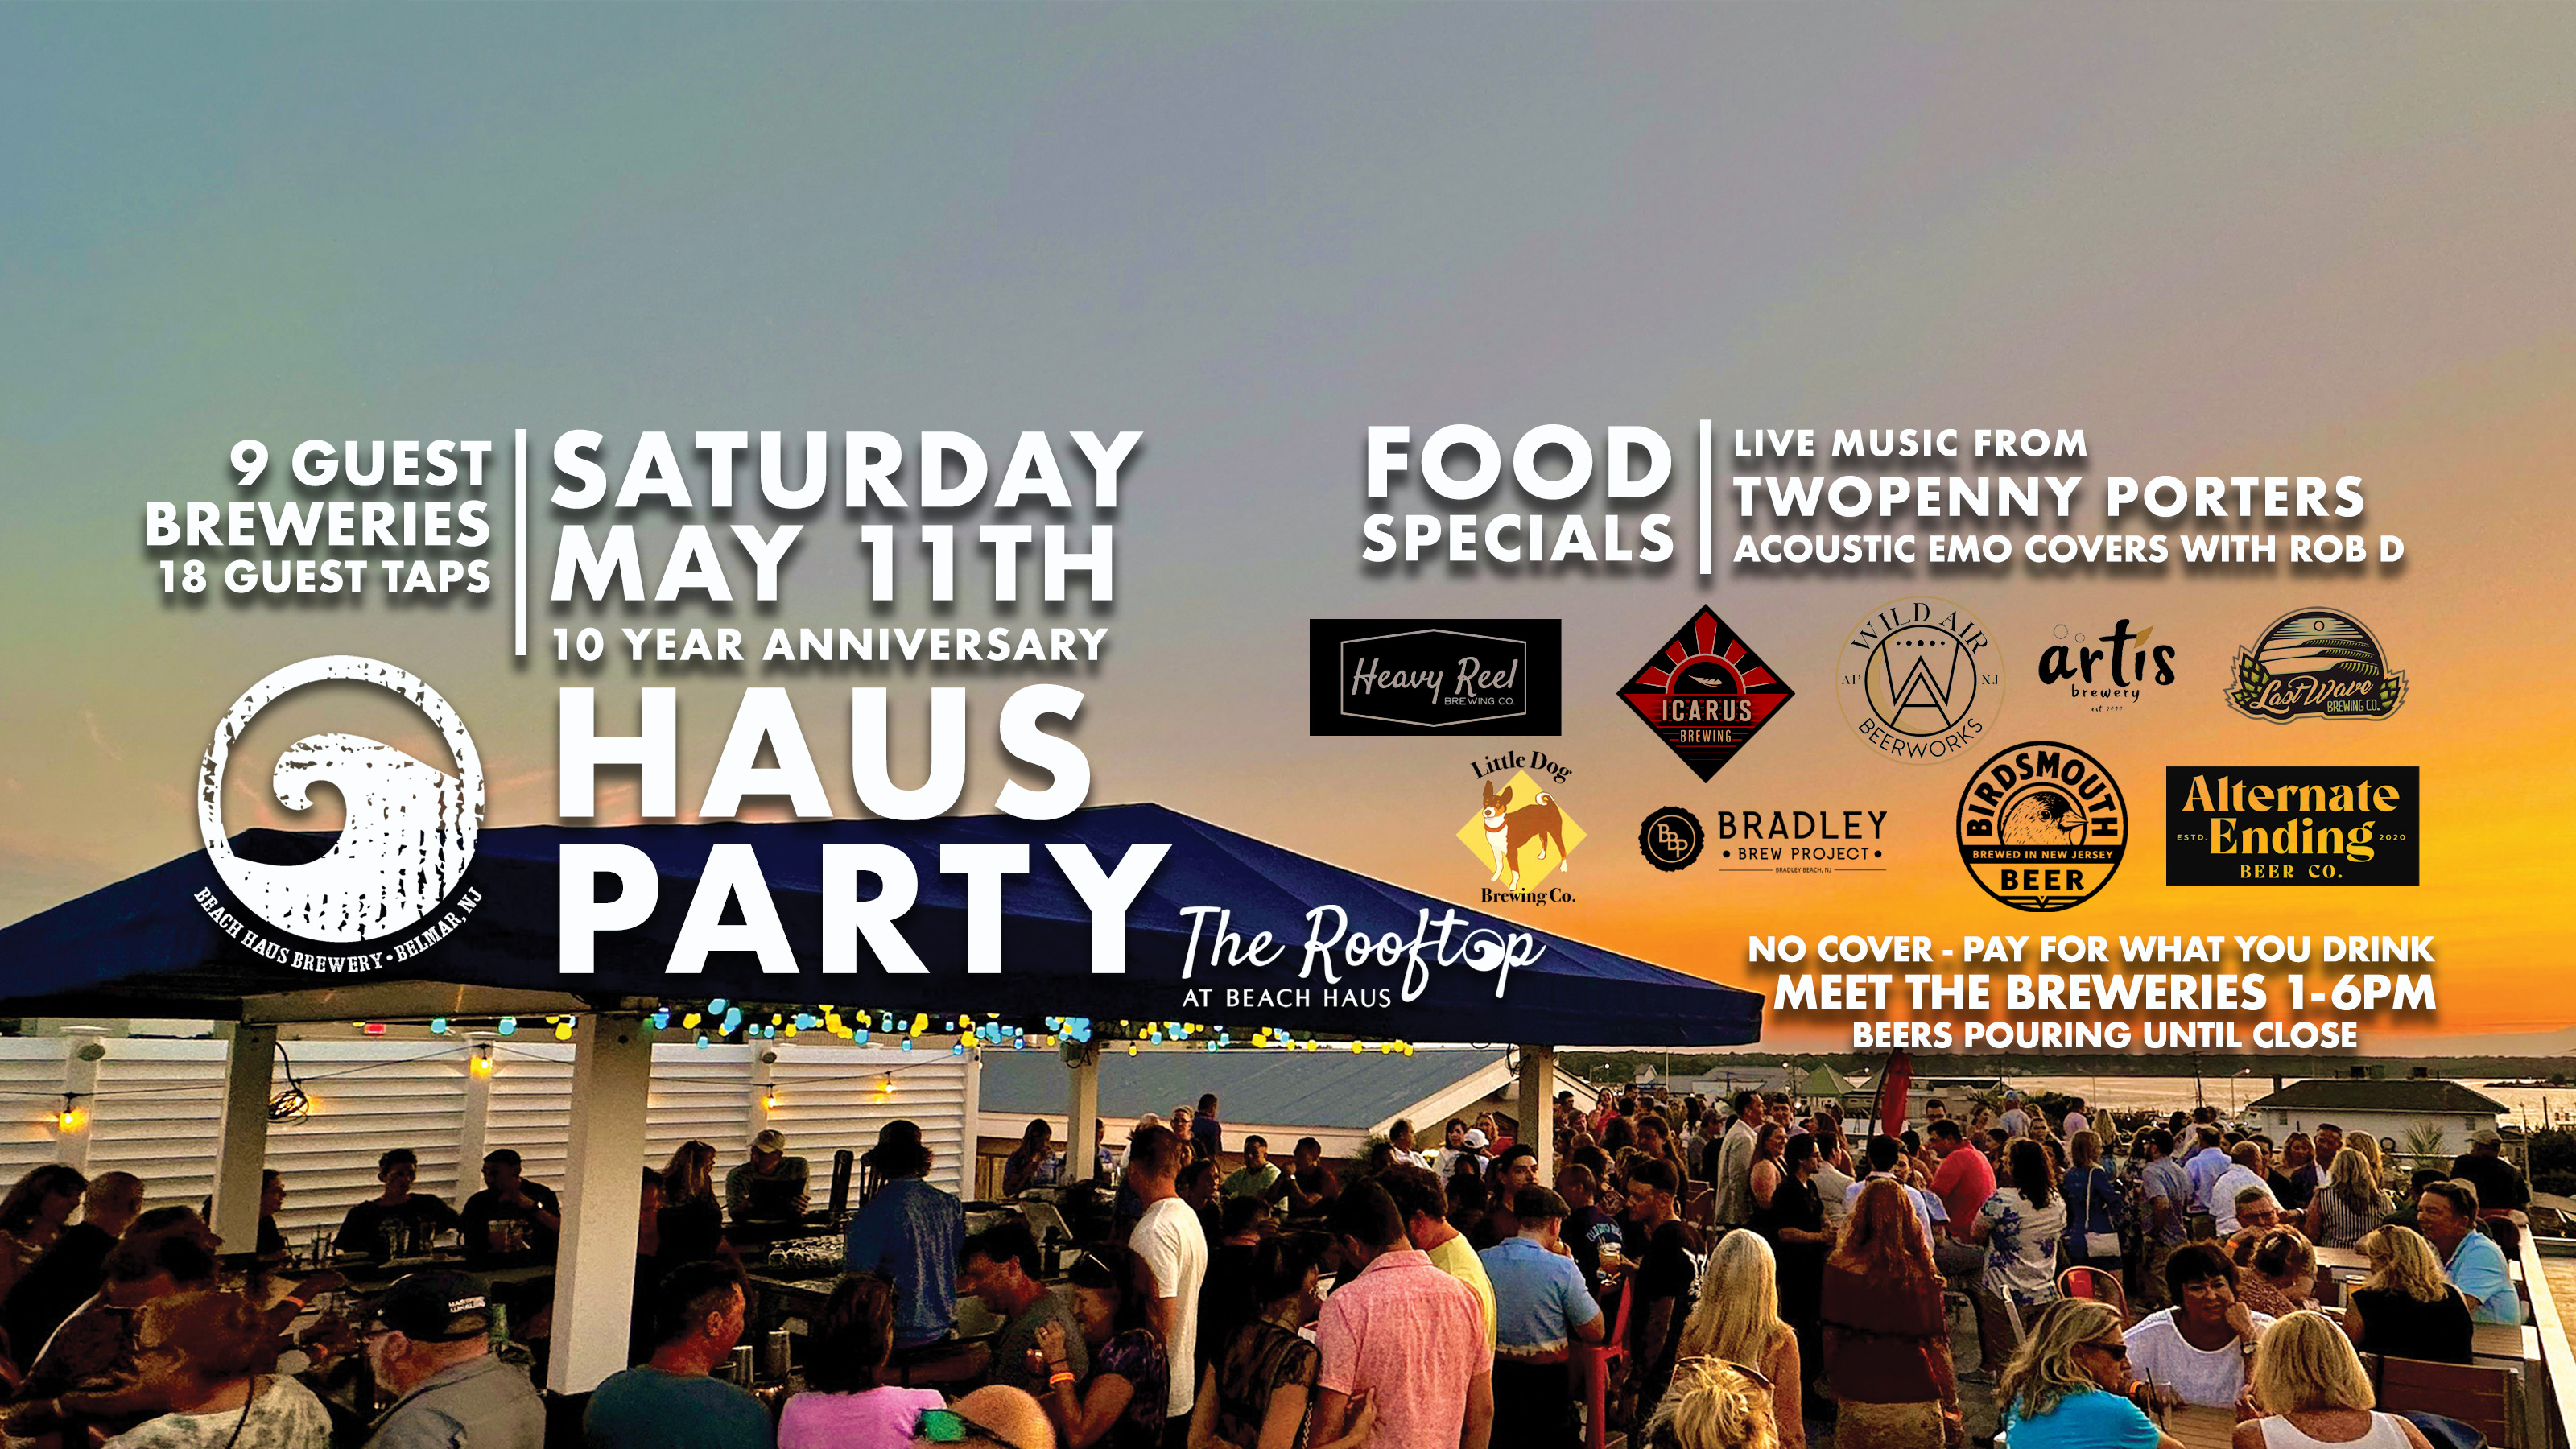 9 GUEST
BREWERIES
18 GUEST TAPS
SATURDAY
MAY 11TH
10 YEAR ANNIVERSARY
HAUS
PARTY
BEACH HAUS BREWERY • BELMAR, NJ
The Rooftop
AT BEACH HAUS
FOOD
SPECIALS
LIVE MUSIC FROM
TWOPENNY PORTERS
ACOUSTIC EMO COVERS WITH ROB D
Heavy Reel
BREWING CO.
ICARUS
BREWING
WILD AIR
AP NJ
WA
BEERWORKS
artis
brewery
est 2020
Last Wave
BREWING CO.
Little Dog
Brewing Co.
BBP
BRADLEY
• BREW PROJECT •
BRADLEY BEACH, NJ
BIRDSMOUTH
BREWED IN NEW JERSEY
BEER
Alternate
ESTD. Ending 2020
BEER CO.
NO COVER - PAY FOR WHAT YOU DRINK
MEET THE BREWERIES 1-6PM
BEERS POURING UNTIL CLOSE